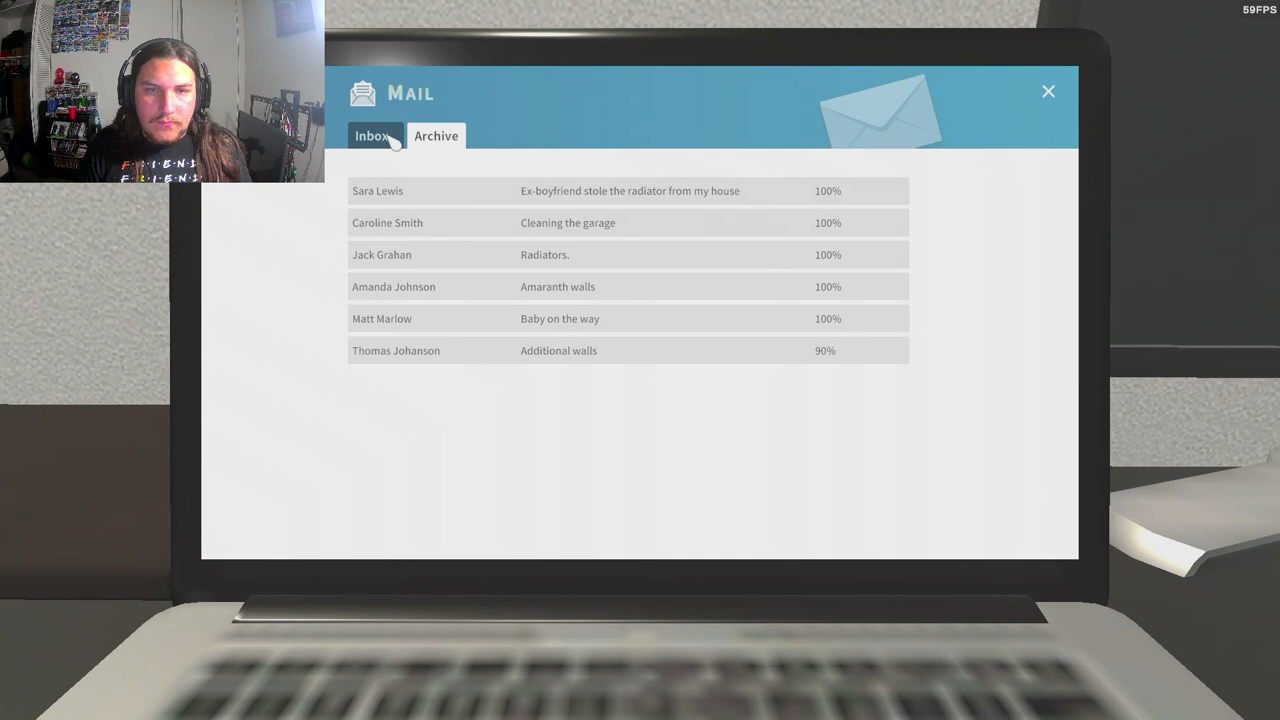 59FPS
MAIL
Inbox
Archive
Sara Lewis Ex-boyfriend stole the radiator from my house 100%
Caroline Smith Cleaning the garage 100%
Jack Grahan Radiators. 100%
Amanda Johnson Amaranth walls 100%
Matt Marlow Baby on the way 100%
Thomas Johanson Additional walls 90%
F·R·I·E·N·
F·R·I·E·N·